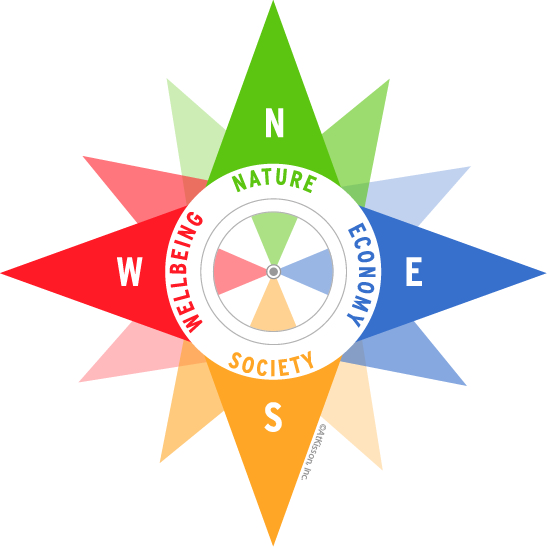 N
NATURE
W
WELLBEING
ECONOMY
E
SOCIETY
S
©AtKisson, Inc.